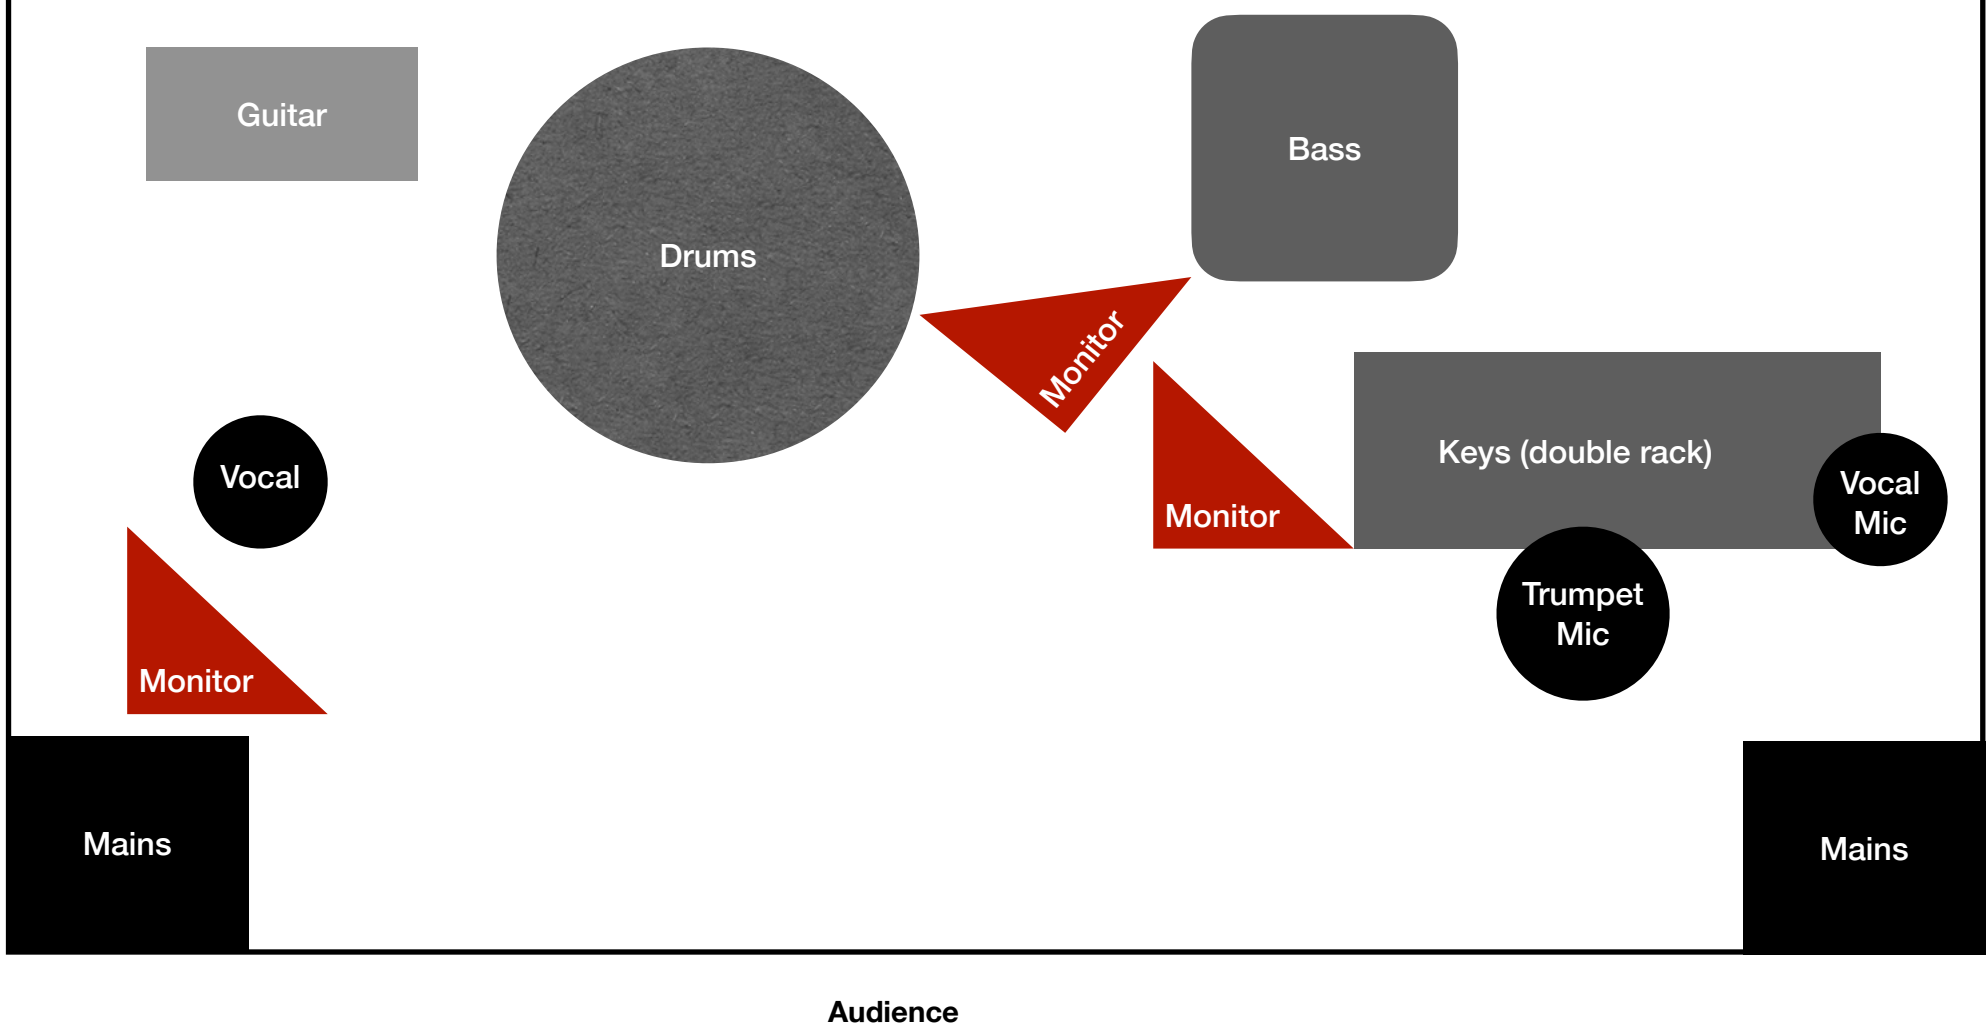 Guitar
Bass
Drums
Monitor
Vocal
Keys (double rack)
Vocal
Mic
Monitor
Trumpet
Mic
Monitor
Mains
Mains
Audience